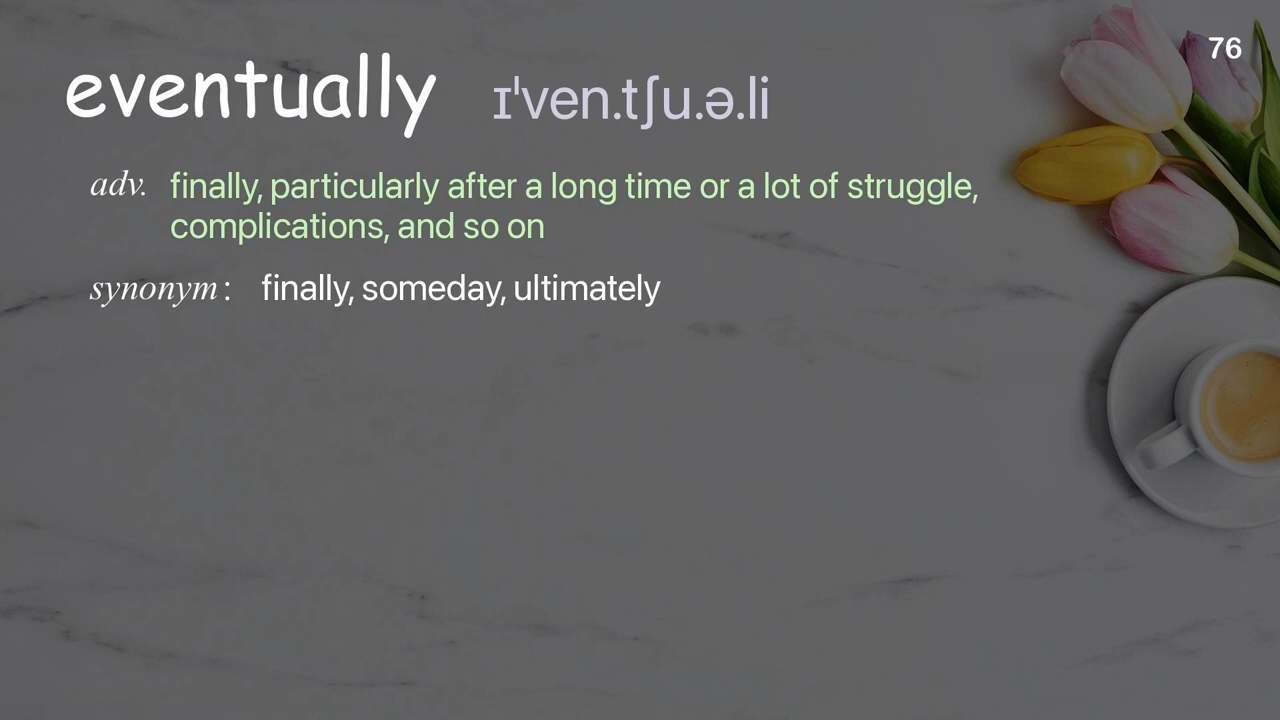 76
eventually ɪˈven.tʃu.ə.li
adv. finally, particularly after a long time or a lot of struggle,
complications, and so on
synonym: finally, someday, ultimately